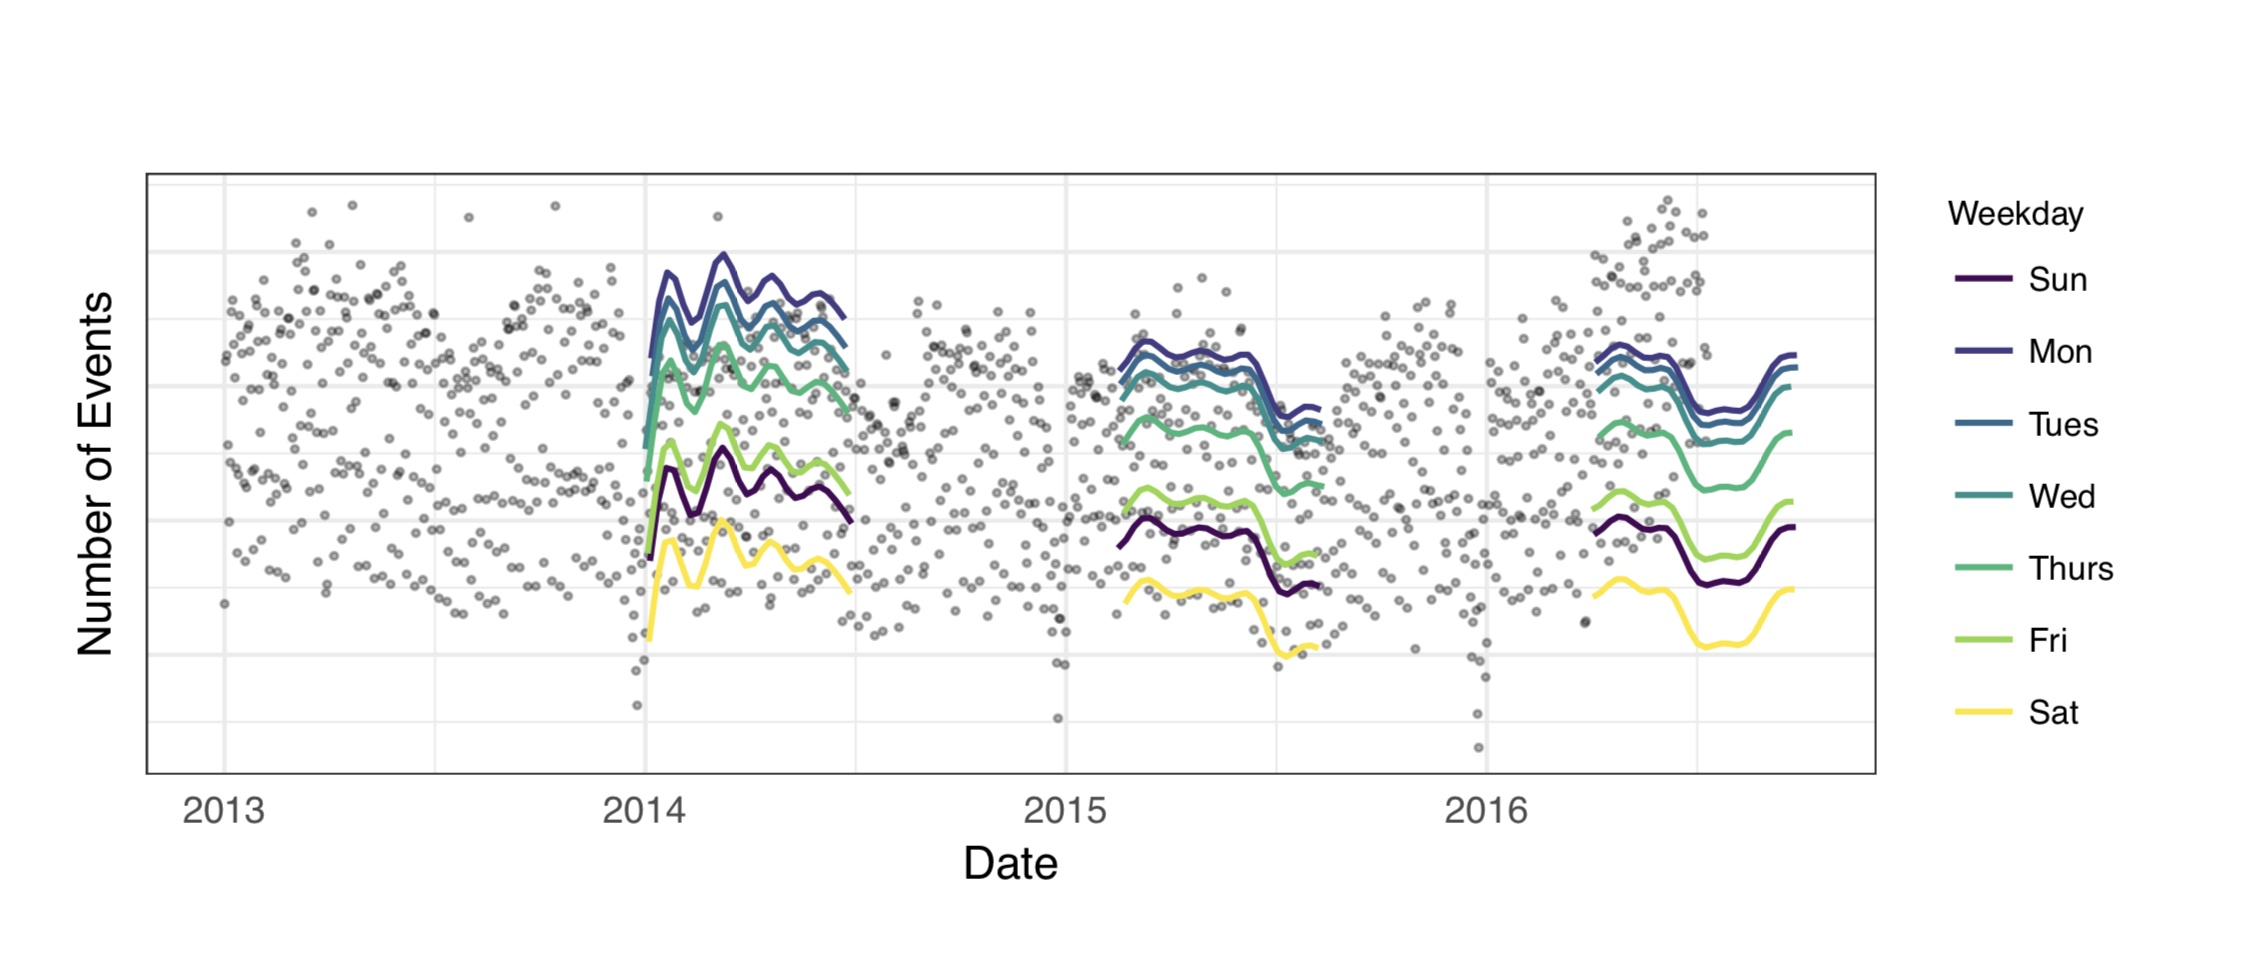 Number of Events
2013
2014
2015
2016
Date
Weekday
Sun
Mon
Tues
Wed
Thurs
Fri
Sat